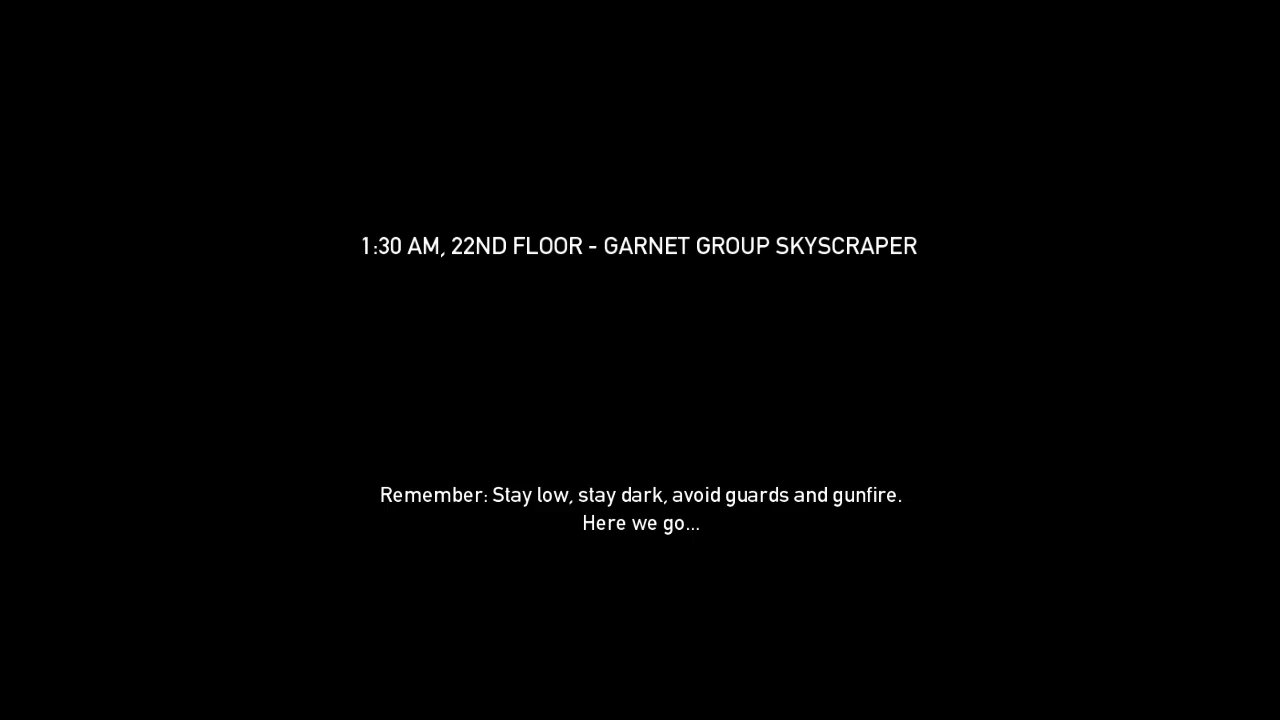 1:30 AM, 22ND FLOOR - GARNET GROUP SKYSCRAPER
Remember: Stay low, stay dark, avoid guards and gunfire.
Here we go...